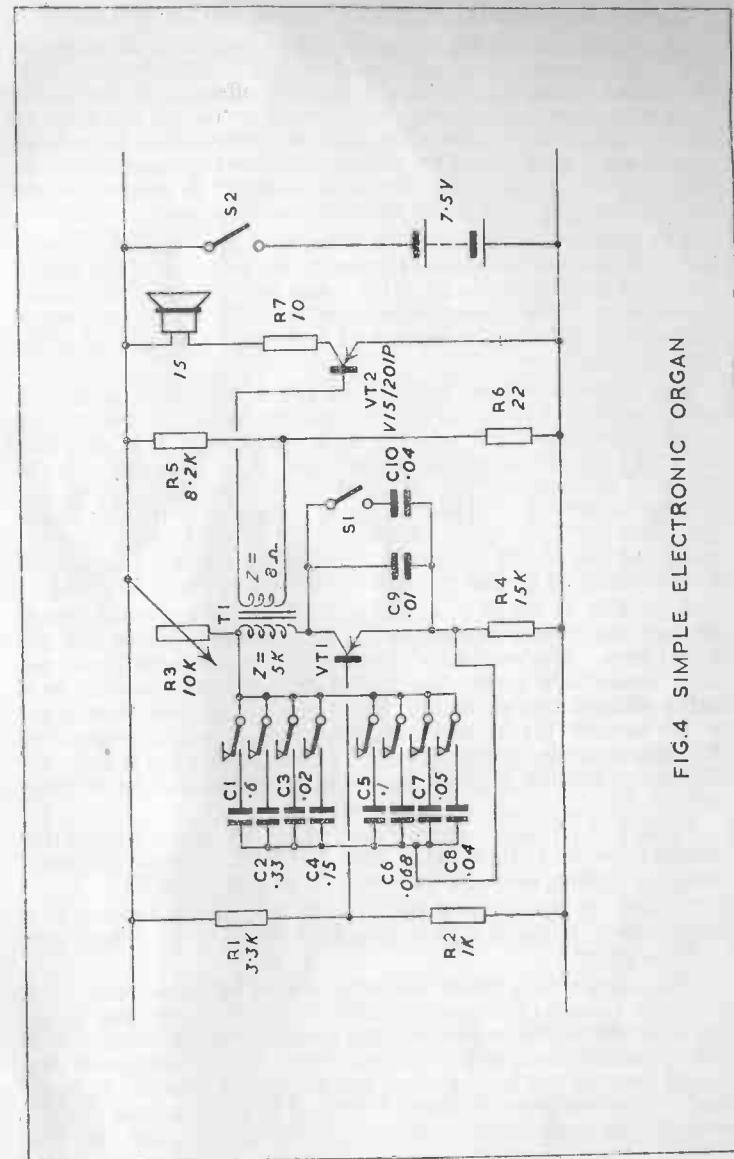 R1
3.3K
R2
1K
C1
.6
C2
.33
C3
.02
C4
.15
C5
.1
C6
.068
C7
.05
C8
.04
R3
10K
T1
Z=
5K
Z=
8Ω
VT1
C9
.01
S1
C10
.04
R4
15K
R5
8.2K
R6
22
VT2
V15/201P
R7
10
15
S2
7.5V
FIG.4 SIMPLE ELECTRONIC ORGAN